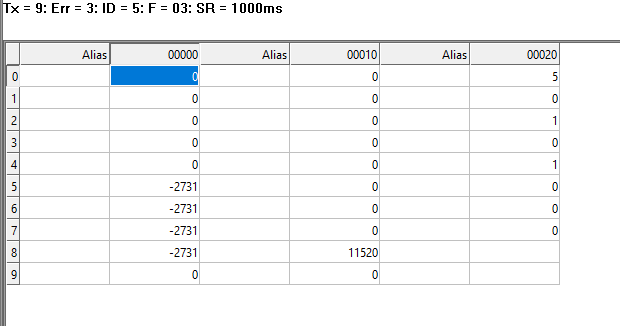 Tx = 9: Err = 3: ID = 5: F = 03: SR = 1000ms
Alias 00000 Alias 00010 Alias 00020
0 0 0 5
1 0 0 0
2 0 0 1
3 0 0 0
4 0 0 1
5 -2731 0 0
6 -2731 0 0
7 -2731 0 0
8 -2731 11520
9 0 0